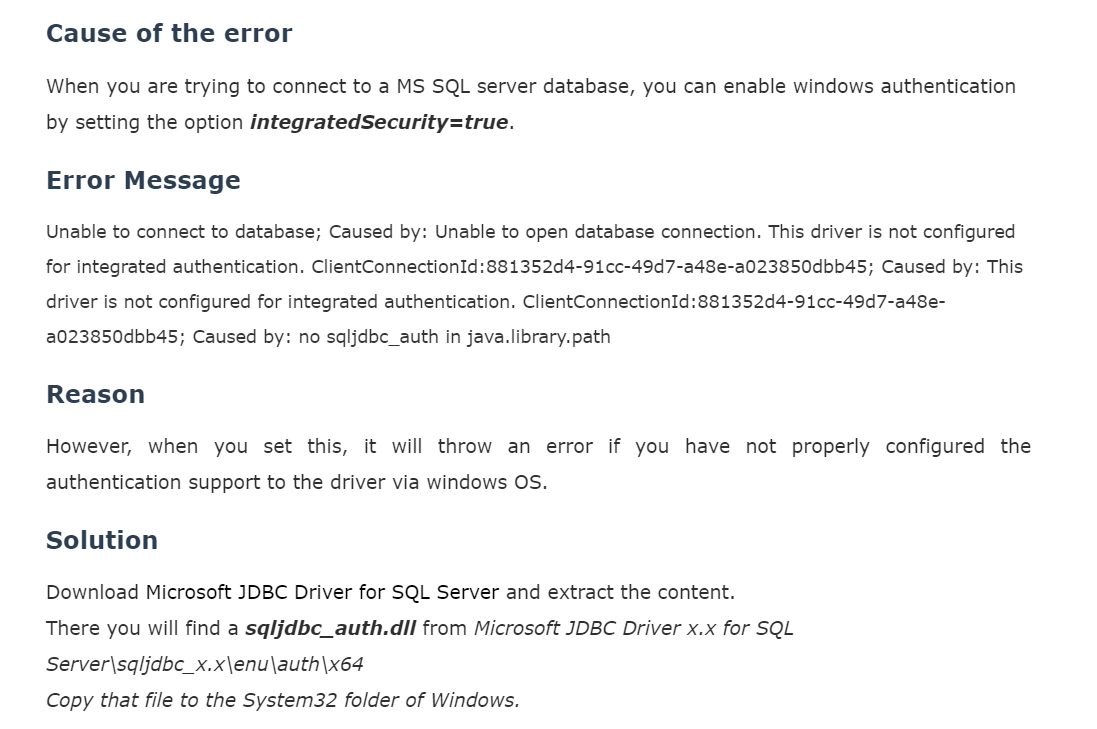 Cause of the error
When you are trying to connect to a MS SQL server database, you can enable windows authentication
by setting the option integratedSecurity=true.
Error Message
Unable to connect to database; Caused by: Unable to open database connection. This driver is not configured
for integrated authentication. ClientConnectionId:881352d4-91cc-49d7-a48e-a023850dbb45; Caused by: This
driver is not configured for integrated authentication. ClientConnectionId:881352d4-91cc-49d7-a48e-
a023850dbb45; Caused by: no sqljdbc_auth in java.library.path
Reason
However, when you set this, it will throw an error if you have not properly configured the
authentication support to the driver via windows OS.
Solution
Download Microsoft JDBC Driver for SQL Server and extract the content.
There you will find a sqljdbc_auth.dll from Microsoft JDBC Driver x.x for SQL
Server\sqljdbc_x.x\enu\auth\x64
Copy that file to the System32 folder of Windows.